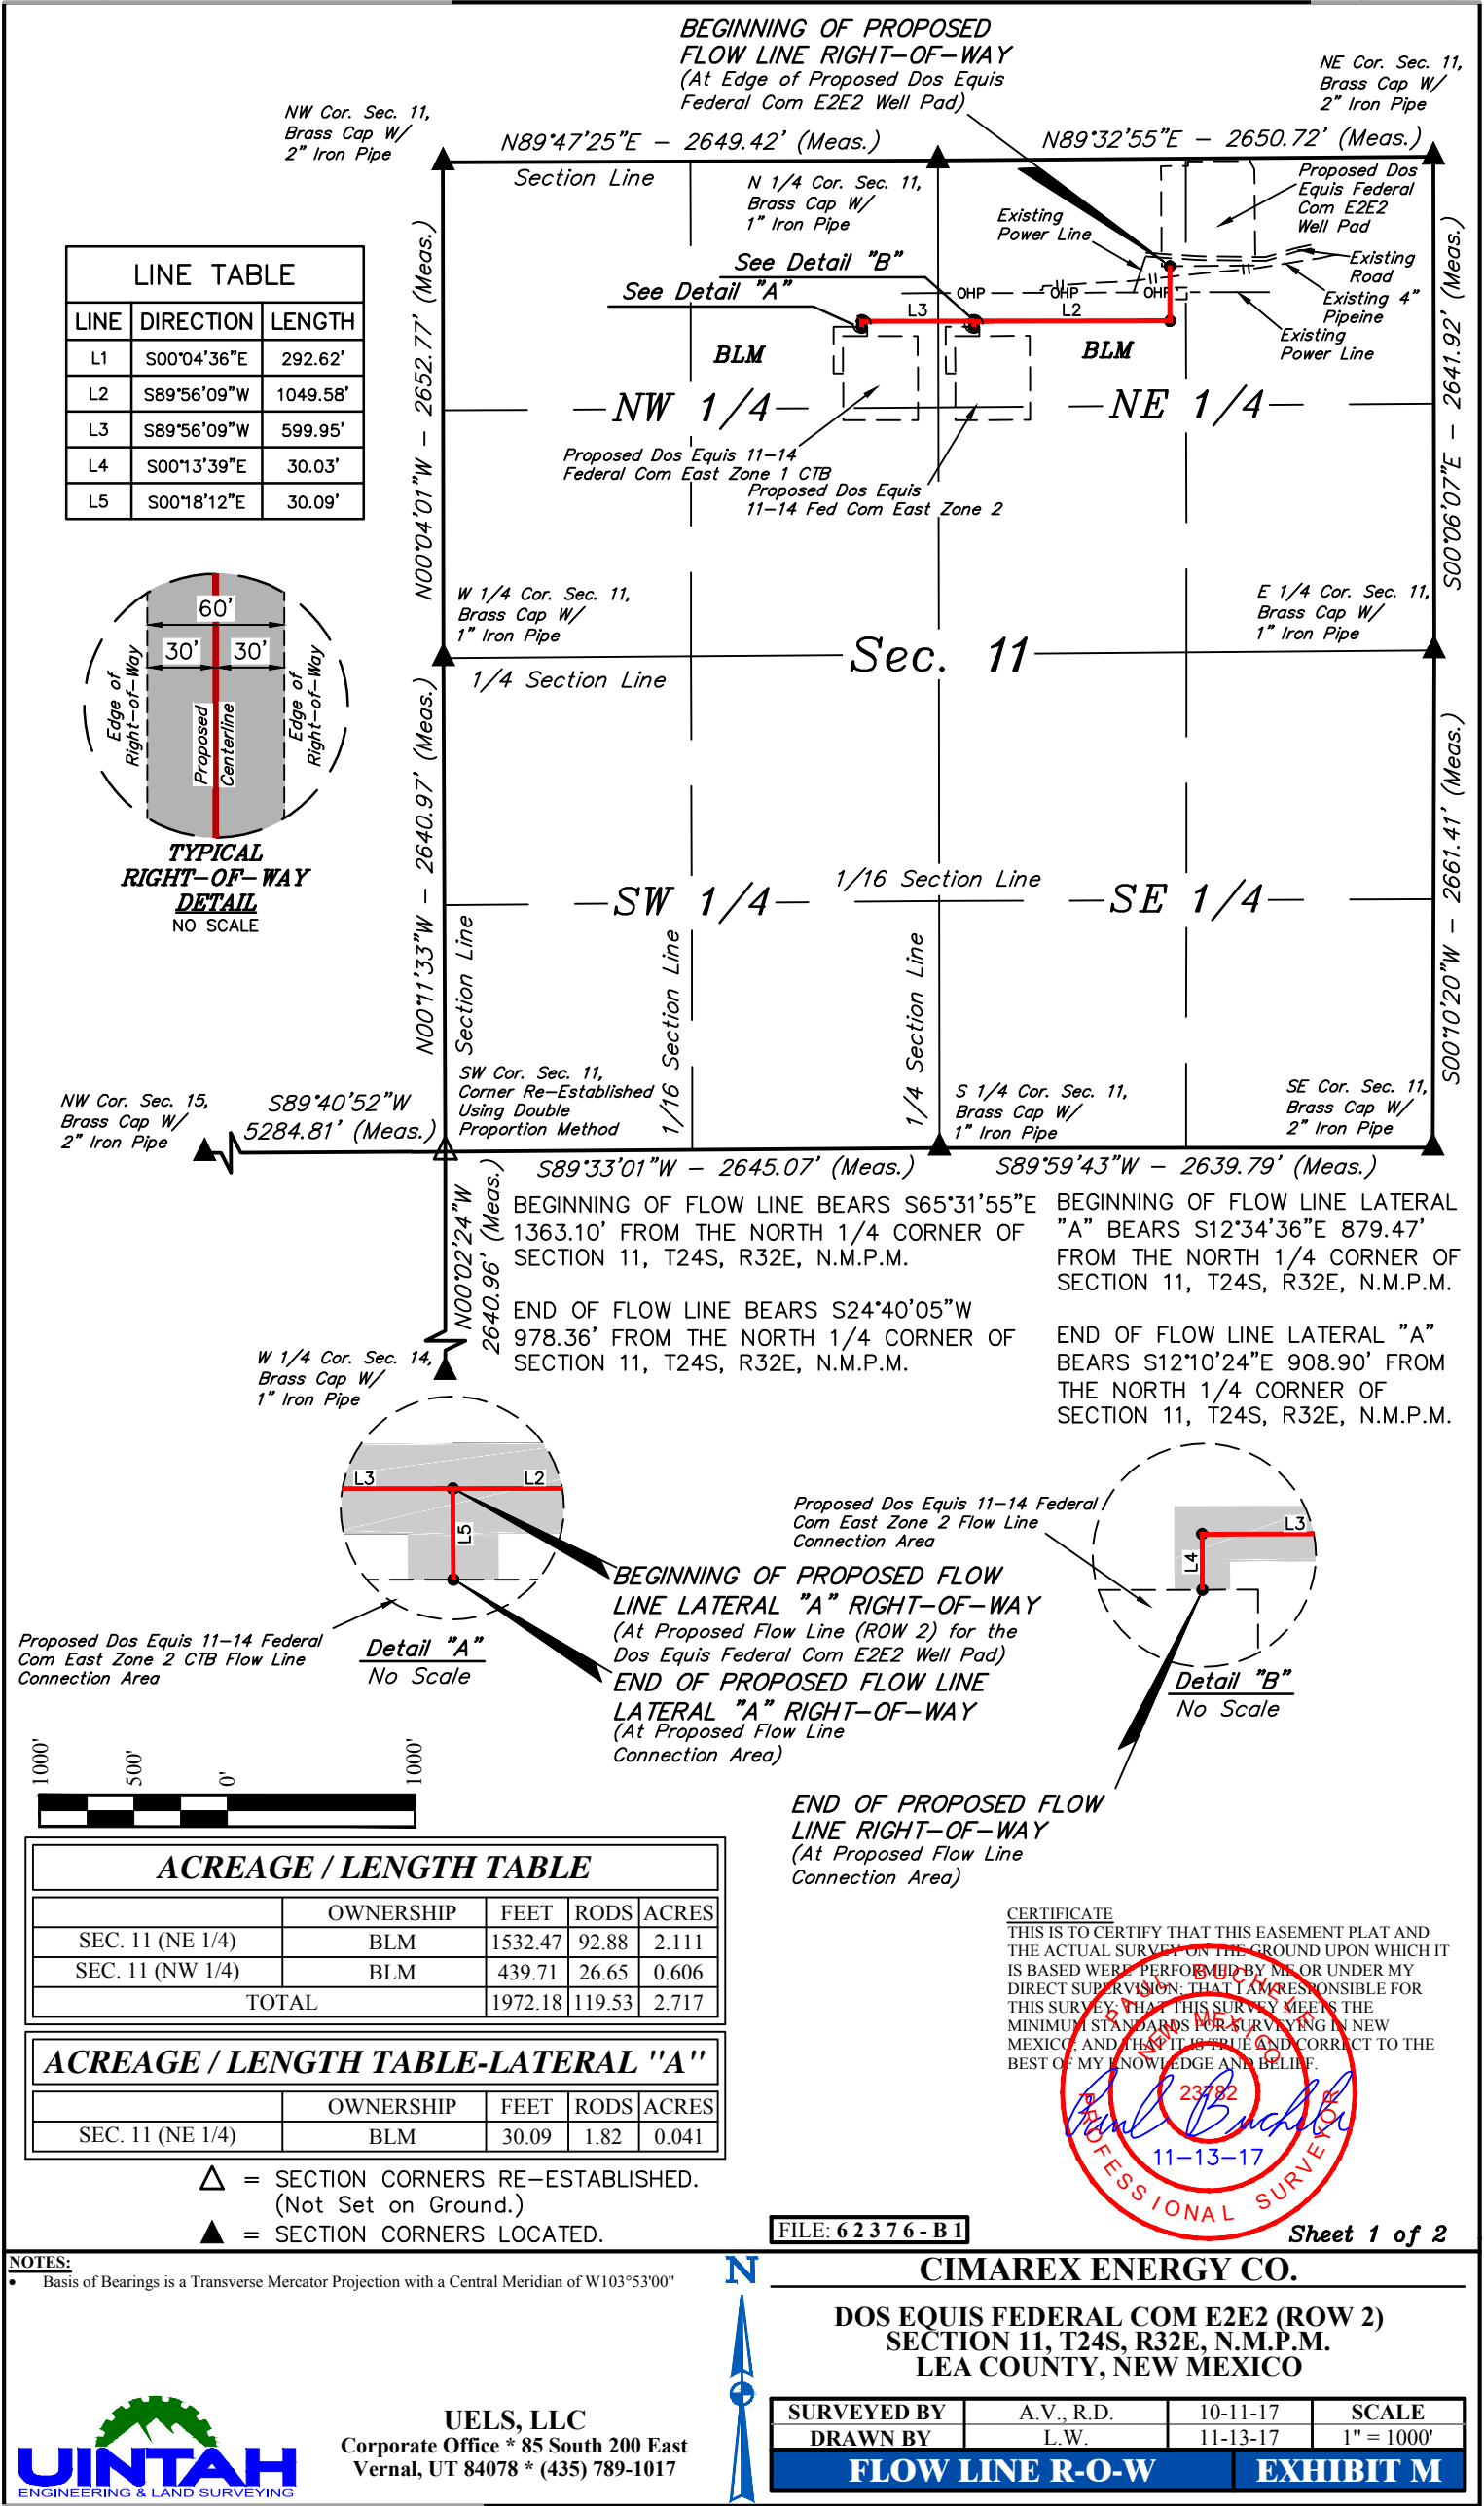 BEGINNING OF PROPOSED
FLOW LINE RIGHT-OF-WAY
(At Edge of Proposed Dos Equis
Federal Com E2E2 Well Pad)
NE Cor. Sec. 11,
Brass Cap W/
2" Iron Pipe
NW Cor. Sec. 11,
Brass Cap W/
2" Iron Pipe
N89°47'25"E - 2649.42' (Meas.)
N89°32'55"E - 2650.72' (Meas.)
Section Line
N 1/4 Cor. Sec. 11,
Brass Cap W/
1" Iron Pipe
Existing
Power Line
Proposed Dos
Equis Federal
Com E2E2
Well Pad
See Detail "B"
See Detail "A"
Existing
Road
Existing 4"
Pipeine
Existing
Power Line
OHP
OHP
OHP
L3
L2
BLM
BLM
NW 1/4
NE 1/4
Proposed Dos Equis 11-14
Federal Com East Zone 1 CTB
Proposed Dos Equis
11-14 Fed Com East Zone 2
N00°04'01"W - 2652.77' (Meas.)
S00°06'07"E - 2641.92' (Meas.)
LINE TABLE
LINE DIRECTION LENGTH
L1 S00°04'36"E 292.62'
L2 S89°56'09"W 1049.58'
L3 S89°56'09"W 599.95'
L4 S00°13'39"E 30.03'
L5 S00°18'12"E 30.09'
60'
30' 30'
Edge of
Right-of-Way
Proposed
Centerline
Edge of
Right-of-Way
TYPICAL
RIGHT-OF-WAY
DETAIL
NO SCALE
W 1/4 Cor. Sec. 11,
Brass Cap W/
1" Iron Pipe
E 1/4 Cor. Sec. 11,
Brass Cap W/
1" Iron Pipe
Sec. 11
1/4 Section Line
N00°11'33"W - 2640.97' (Meas.)
S00°10'20"W - 2661.41' (Meas.)
SW 1/4
1/16 Section Line
SE 1/4
Section Line
1/16 Section Line
1/4 Section Line
SW Cor. Sec. 11,
Corner Re-Established
Using Double
Proportion Method
S 1/4 Cor. Sec. 11,
Brass Cap W/
1" Iron Pipe
SE Cor. Sec. 11,
Brass Cap W/
2" Iron Pipe
NW Cor. Sec. 15,
Brass Cap W/
2" Iron Pipe
S89°40'52"W
5284.81' (Meas.)
S89°33'01"W - 2645.07' (Meas.)
S89°59'43"W - 2639.79' (Meas.)
N00°02'24"W
2640.96' (Meas.)
W 1/4 Cor. Sec. 14,
Brass Cap W/
1" Iron Pipe
BEGINNING OF FLOW LINE BEARS S65°31'55"E
1363.10' FROM THE NORTH 1/4 CORNER OF
SECTION 11, T24S, R32E, N.M.P.M.
END OF FLOW LINE BEARS S24°40'05"W
978.36' FROM THE NORTH 1/4 CORNER OF
SECTION 11, T24S, R32E, N.M.P.M.
BEGINNING OF FLOW LINE LATERAL
"A" BEARS S12°34'36"E 879.47'
FROM THE NORTH 1/4 CORNER OF
SECTION 11, T24S, R32E, N.M.P.M.
END OF FLOW LINE LATERAL "A"
BEARS S12°10'24"E 908.90' FROM
THE NORTH 1/4 CORNER OF
SECTION 11, T24S, R32E, N.M.P.M.
L3 L2
L5
Proposed Dos Equis 11-14 Federal
Com East Zone 2 CTB Flow Line
Connection Area
Detail "A"
No Scale
BEGINNING OF PROPOSED FLOW
LINE LATERAL "A" RIGHT-OF-WAY
(At Proposed Flow Line (ROW 2) for the
Dos Equis Federal Com E2E2 Well Pad)
END OF PROPOSED FLOW LINE
LATERAL "A" RIGHT-OF-WAY
(At Proposed Flow Line
Connection Area)
Proposed Dos Equis 11-14 Federal
Com East Zone 2 Flow Line
Connection Area
L3
L4
Detail "B"
No Scale
END OF PROPOSED FLOW
LINE RIGHT-OF-WAY
(At Proposed Flow Line
Connection Area)
1000' 500' 0' 1000'
ACREAGE / LENGTH TABLE
OWNERSHIP FEET RODS ACRES
SEC. 11 (NE 1/4) BLM 1532.47 92.88 2.111
SEC. 11 (NW 1/4) BLM 439.71 26.65 0.606
TOTAL 1972.18 119.53 2.717
ACREAGE / LENGTH TABLE-LATERAL "A"
OWNERSHIP FEET RODS ACRES
SEC. 11 (NE 1/4) BLM 30.09 1.82 0.041
△ = SECTION CORNERS RE-ESTABLISHED.
(Not Set on Ground.)
▲ = SECTION CORNERS LOCATED.
CERTIFICATE
THIS IS TO CERTIFY THAT THIS EASEMENT PLAT AND
THE ACTUAL SURVEY ON THE GROUND UPON WHICH IT
IS BASED WERE PERFORMED BY ME OR UNDER MY
DIRECT SUPERVISION; THAT I AM RESPONSIBLE FOR
THIS SURVEY; THAT THIS SURVEY MEETS THE
MINIMUM STANDARDS FOR SURVEYING IN NEW
MEXICO; AND THAT IT IS TRUE AND CORRECT TO THE
BEST OF MY KNOWLEDGE AND BELIEF.
PAUL BUCHELE
NEW MEXICO
23782
Paul Buchele
11-13-17
PROFESSIONAL SURVEYOR
FILE: 62376-B1
Sheet 1 of 2
NOTES:
• Basis of Bearings is a Transverse Mercator Projection with a Central Meridian of W103°53'00"
N
CIMAREX ENERGY CO.
DOS EQUIS FEDERAL COM E2E2 (ROW 2)
SECTION 11, T24S, R32E, N.M.P.M.
LEA COUNTY, NEW MEXICO
SURVEYED BY A.V., R.D. 10-11-17 SCALE
DRAWN BY L.W. 11-13-17 1" = 1000'
FLOW LINE R-O-W EXHIBIT M
UINTAH
ENGINEERING & LAND SURVEYING
UELS, LLC
Corporate Office * 85 South 200 East
Vernal, UT 84078 * (435) 789-1017